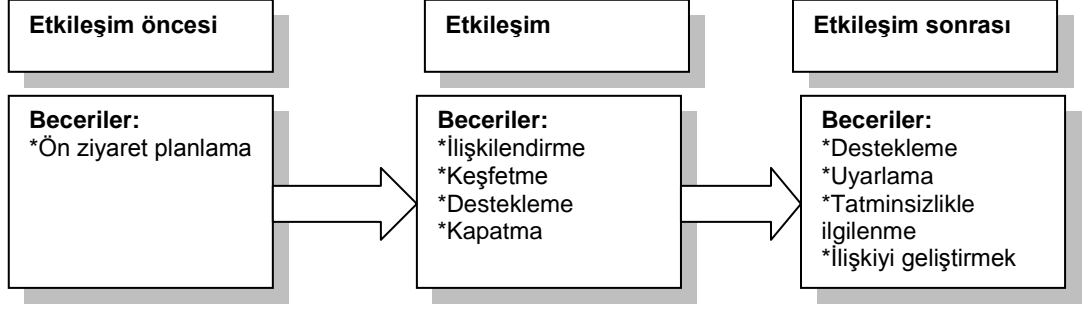 Etkileşim öncesi
Etkileşim
Etkileşim sonrası
Beceriler:
*Ön ziyaret planlama
Beceriler:
*İlişkilendirme
*Keşfetme
*Destekleme
*Kapatma
Beceriler:
*Destekleme
*Uyarlama
*Tatminsizlikle
ilgilenme
*İlişkiyi geliştirmek